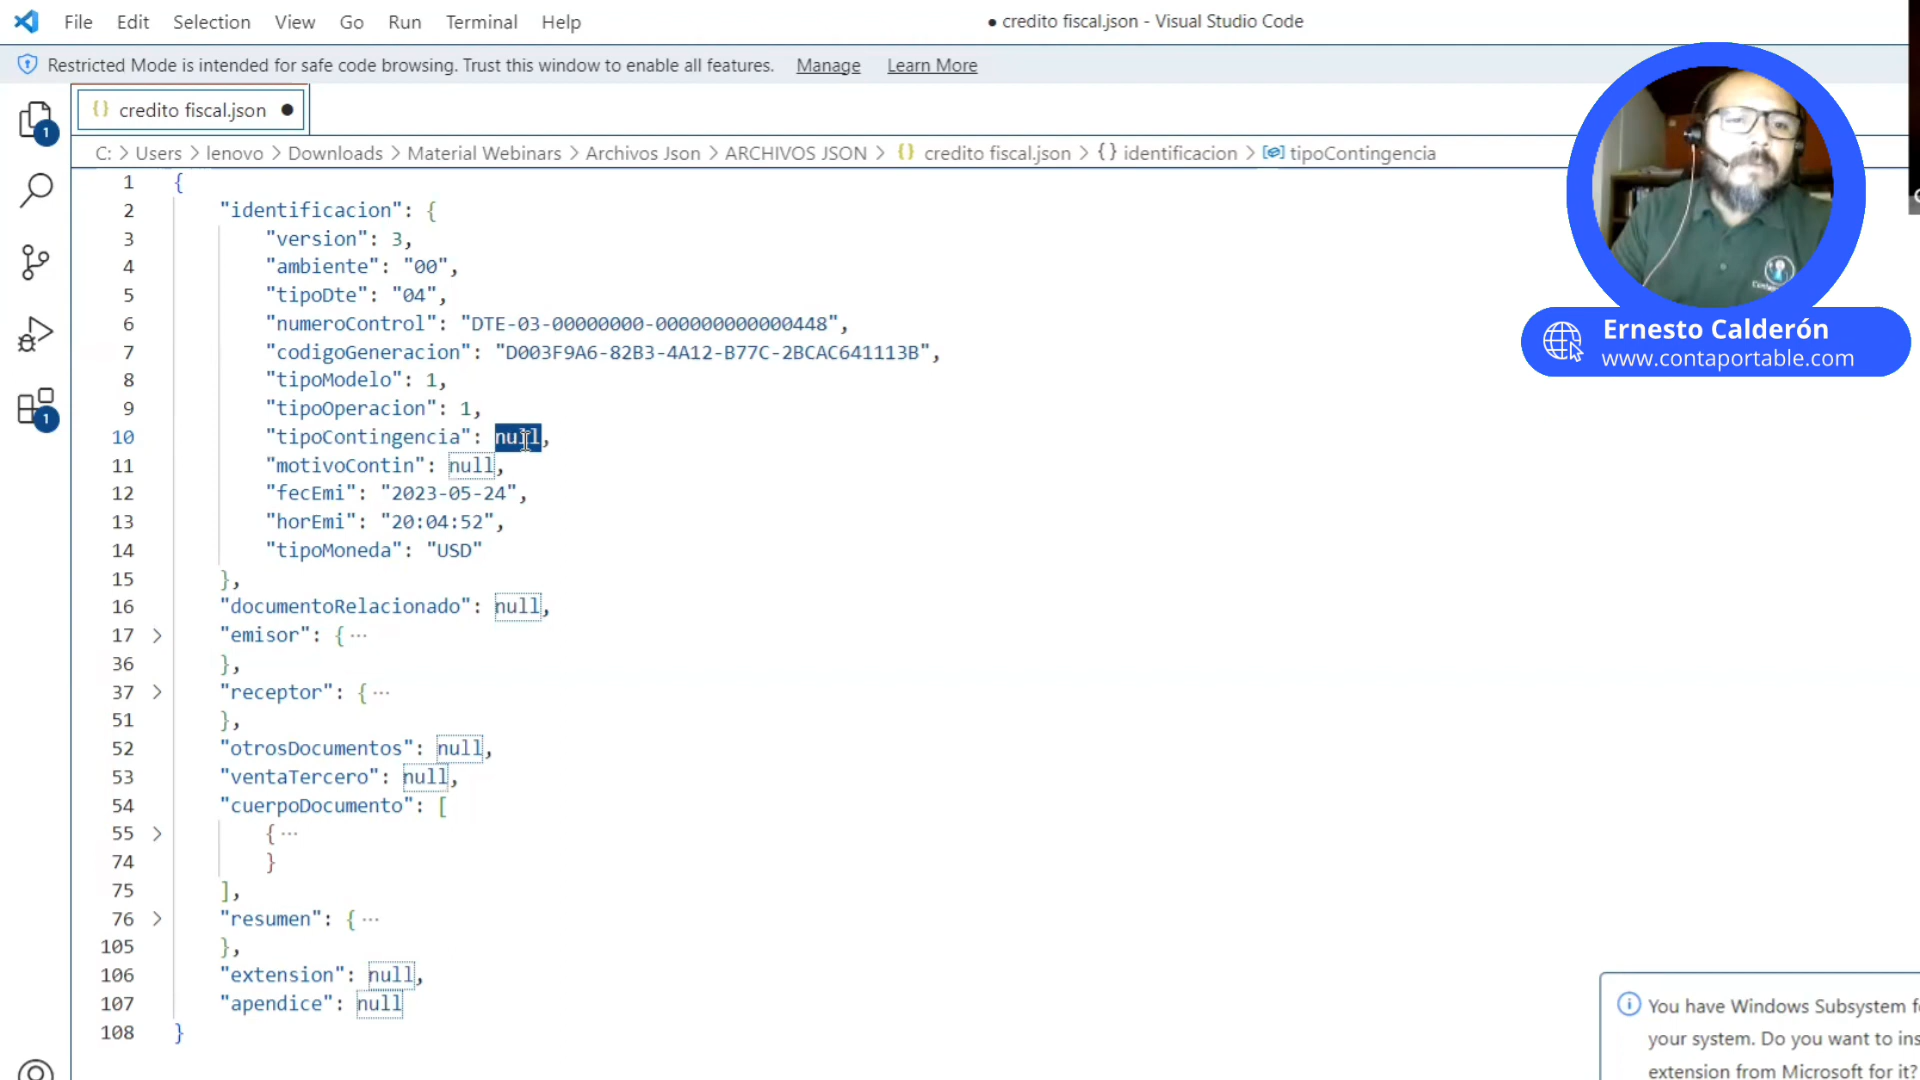 File Edit Selection View Go Run Terminal Help
● credito fiscal.json - Visual Studio Code
Restricted Mode is intended for safe code browsing. Trust this window to enable all features. Manage Learn More
{} credito fiscal.json ●
C: > Users > lenovo > Downloads > Material Webinars > Archivos Json > ARCHIVOS JSON > {} credito fiscal.json > {} identificacion > tipoContingencia
1 {
2 "identificacion": {
3 "version": 3,
4 "ambiente": "00",
5 "tipoDte": "04",
6 "numeroControl": "DTE-03-00000000-000000000000448",
7 "codigoGeneracion": "D003F9A6-82B3-4A12-B77C-2BCAC641113B",
8 "tipoModelo": 1,
9 "tipoOperacion": 1,
10 "tipoContingencia": null,
11 "motivoContin": null,
12 "fecEmi": "2023-05-24",
13 "horEmi": "20:04:52",
14 "tipoMoneda": "USD"
15 },
16 "documentoRelacionado": null,
17 > "emisor": { ...
36 },
37 > "receptor": { ...
51 },
52 "otrosDocumentos": null,
53 "ventaTercero": null,
54 "cuerpoDocumento": [
55 > { ...
74 }
75 ],
76 > "resumen": { ...
105 },
106 "extension": null,
107 "apendice": null
108 }
1
1
Ernesto Calderón
www.contaportable.com
You have Windows Subsystem
your system. Do you want to
extension from Microsoft for it?